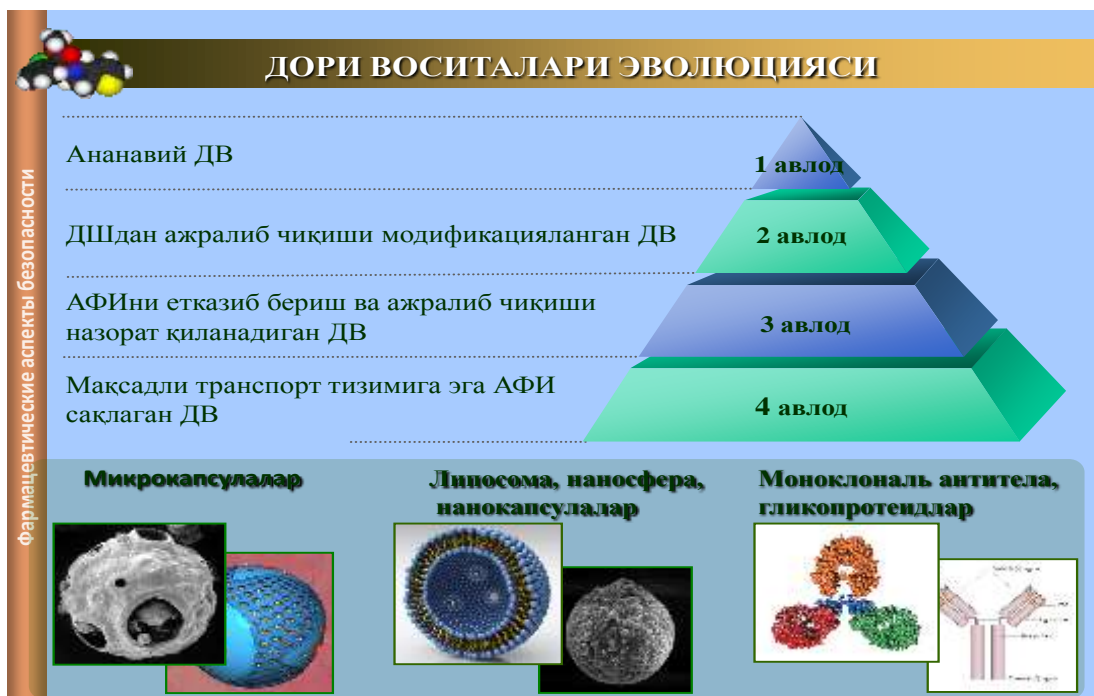 ДОРИ ВОСИТАЛАРИ ЭВОЛЮЦИЯСИ
Фармацевтические аспекты безопасности
Ананавий ДВ
1 авлод
ДШдан ажралиб чиқиши модификацияланган ДВ
2 авлод
АФИни етказиб бериш ва ажралиб чиқиши
назорат қиланадиган ДВ
3 авлод
Мақсадли транспорт тизимига эга АФИ
сақлаган ДВ
4 авлод
Микрокапсулалар
Липосома, наносфера,
нанокапсулалар
Моноклональ антитела,
гликопротеидлар